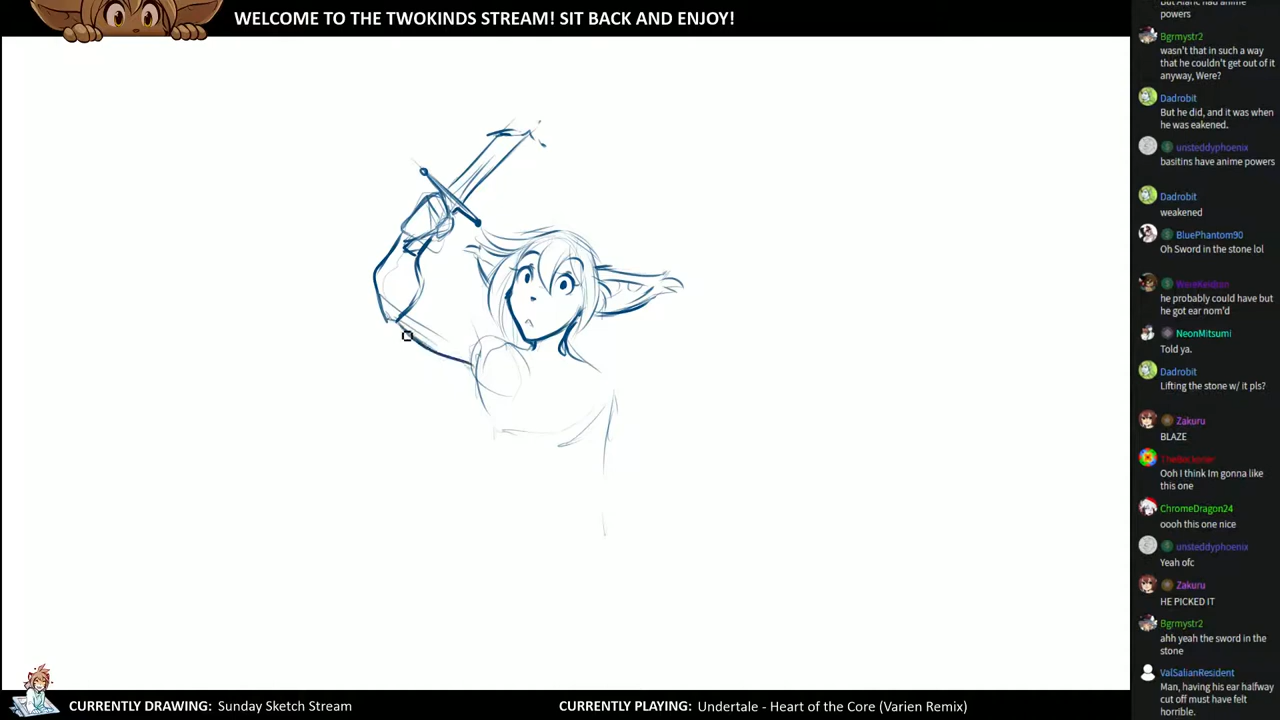 WELCOME TO THE TWOKINDS STREAM! SIT BACK AND ENJOY!
powers
Bgrmystr2
wasn't that in such a way
that he couldn't get out of it
anyway, Were?
Dadrobit
But he did, and it was when
he was eakened.
unsteddyphoenix
basitins have anime powers
Dadrobit
weakened
BluePhantom90
Oh Sword in the stone lol
WereKeidran
he probably could have but
he got ear nom'd
NeonMitsumi
Told ya.
Dadrobit
Lifting the stone w/ it pls?
Zakuru
BLAZE
Ooh I think Im gonna like
this one
ChromeDragon24
oooh this one nice
unsteddyphoenix
Yeah ofc
Zakuru
HE PICKED IT
Bgrmystr2
ahh yeah the sword in the
stone
ValSalianResident
Man, having his ear halfway
cut off must have felt
horrible.
CURRENTLY DRAWING: Sunday Sketch Stream
CURRENTLY PLAYING: Undertale - Heart of the Core (Varien Remix)